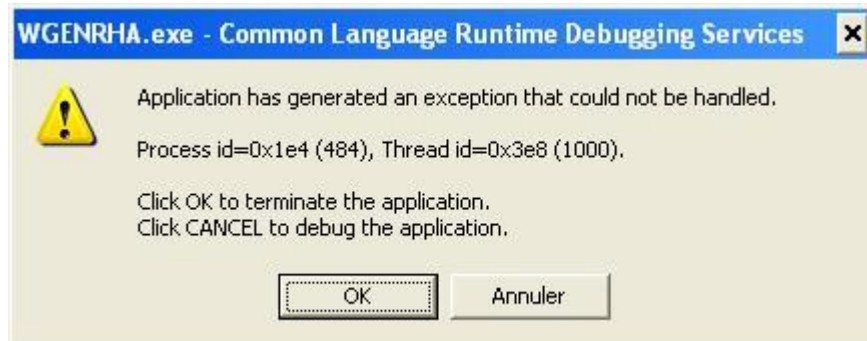 WGENRHA.exe - Common Language Runtime Debugging Services
Application has generated an exception that could not be handled.
Process id=0x1e4 (484), Thread id=0x3e8 (1000).
Click OK to terminate the application.
Click CANCEL to debug the application.
OK Annuler